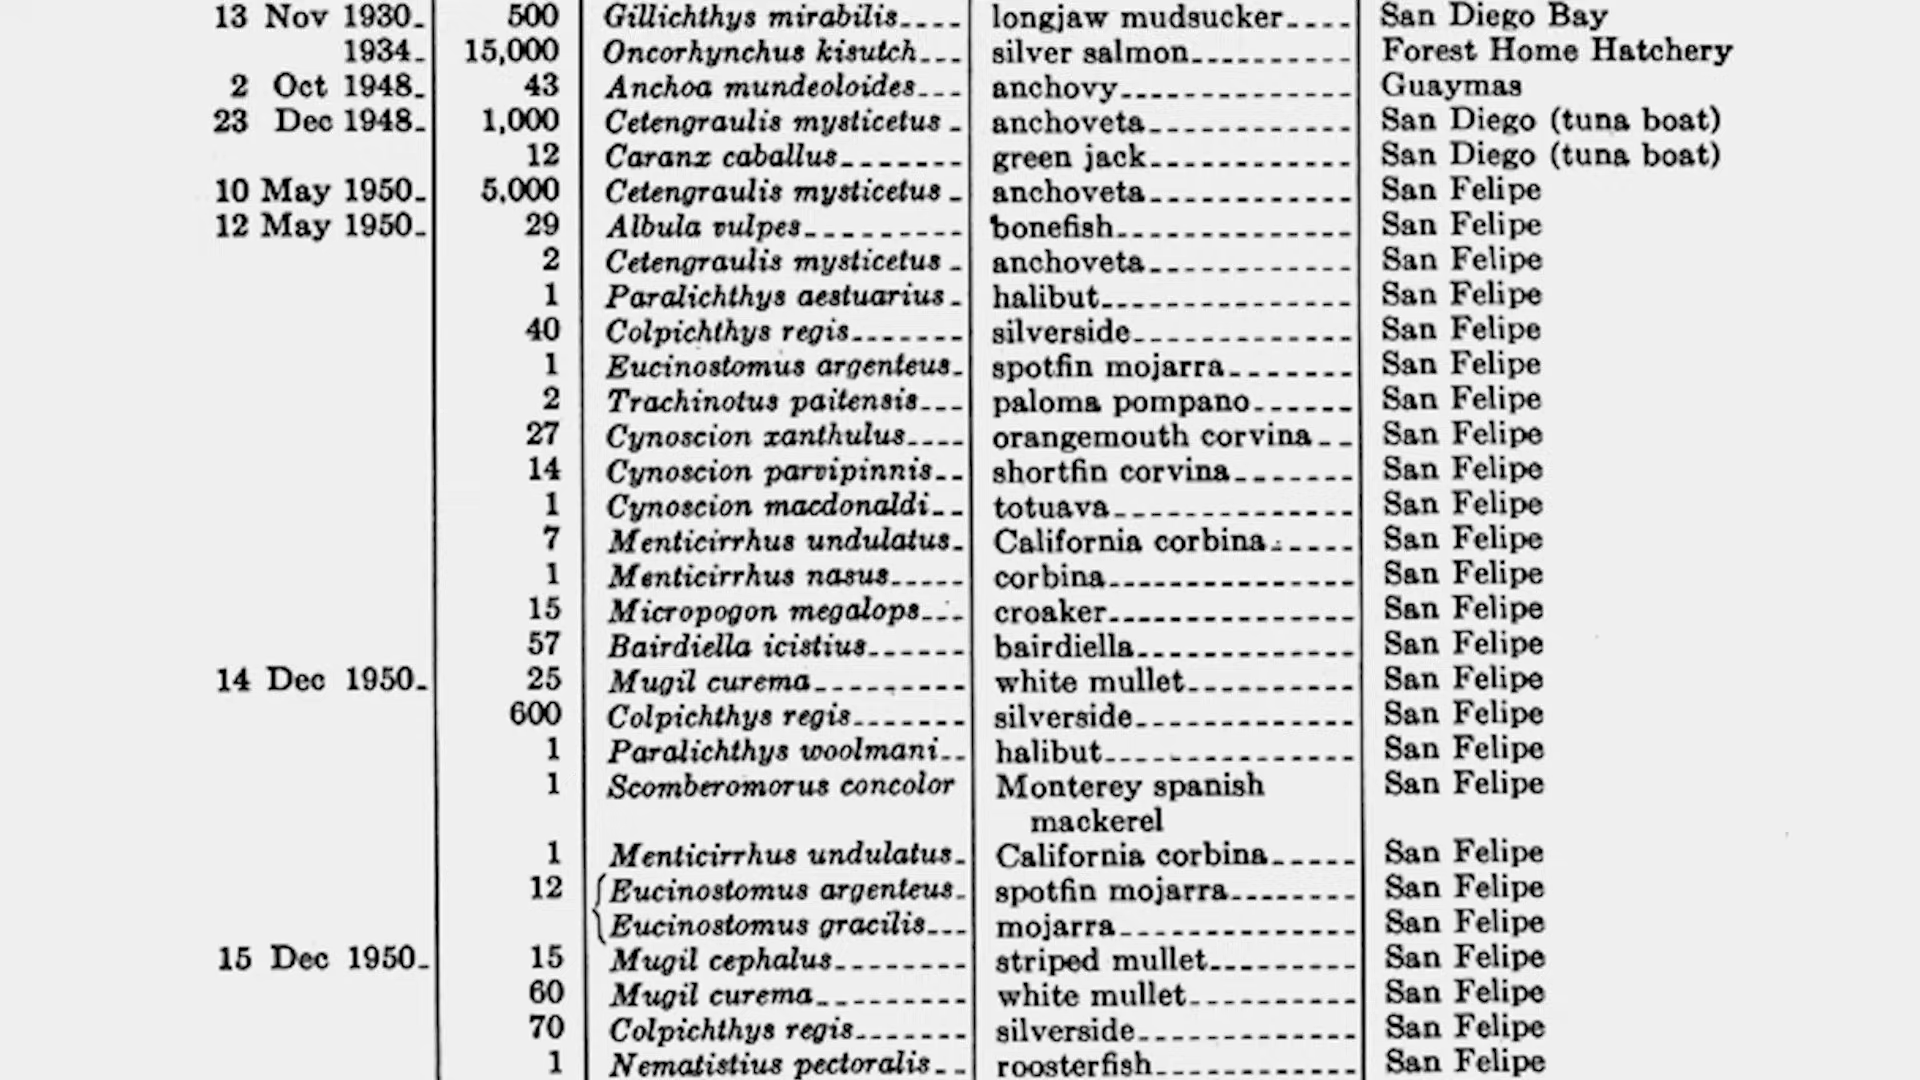 13 Nov 1930 500 Gillichthys mirabilis longjaw mudsucker San Diego Bay
1934 15,000 Oncorhynchus kisutch silver salmon Forest Home Hatchery
2 Oct 1948 43 Anchoa mundeoloides anchovy Guaymas
23 Dec 1948 1,000 Cetengraulis mysticetus anchoveta San Diego (tuna boat)
12 Caranx caballus green jack San Diego (tuna boat)
10 May 1950 5,000 Cetengraulis mysticetus anchoveta San Felipe
12 May 1950 29 Albula vulpes bonefish San Felipe
2 Cetengraulis mysticetus anchoveta San Felipe
1 Paralichthys aestuarius halibut San Felipe
40 Colpichthys regis silverside San Felipe
1 Eucinostomus argenteus spotfin mojarra San Felipe
2 Trachinotus paitensis paloma pompano San Felipe
27 Cynoscion xanthulus orangemouth corvina San Felipe
14 Cynoscion parvipinnis shortfin corvina San Felipe
1 Cynoscion macdonaldi totuava San Felipe
7 Menticirrhus undulatus California corbina San Felipe
1 Menticirrhus nasus corbina San Felipe
15 Micropogon megalops croaker San Felipe
57 Bairdiella icistius bairdiella San Felipe
14 Dec 1950 25 Mugil curema white mullet San Felipe
600 Colpichthys regis silverside San Felipe
1 Paralichthys woolmani halibut San Felipe
1 Scomberomorus concolor Monterey spanish San Felipe
mackerel
1 Menticirrhus undulatus California corbina San Felipe
12 Eucinostomus argenteus spotfin mojarra San Felipe
Eucinostomus gracilis mojarra San Felipe
15 Dec 1950 15 Mugil cephalus striped mullet San Felipe
60 Mugil curema white mullet San Felipe
70 Colpichthys regis silverside San Felipe
1 Nematistius pectoralis roosterfish San Felipe